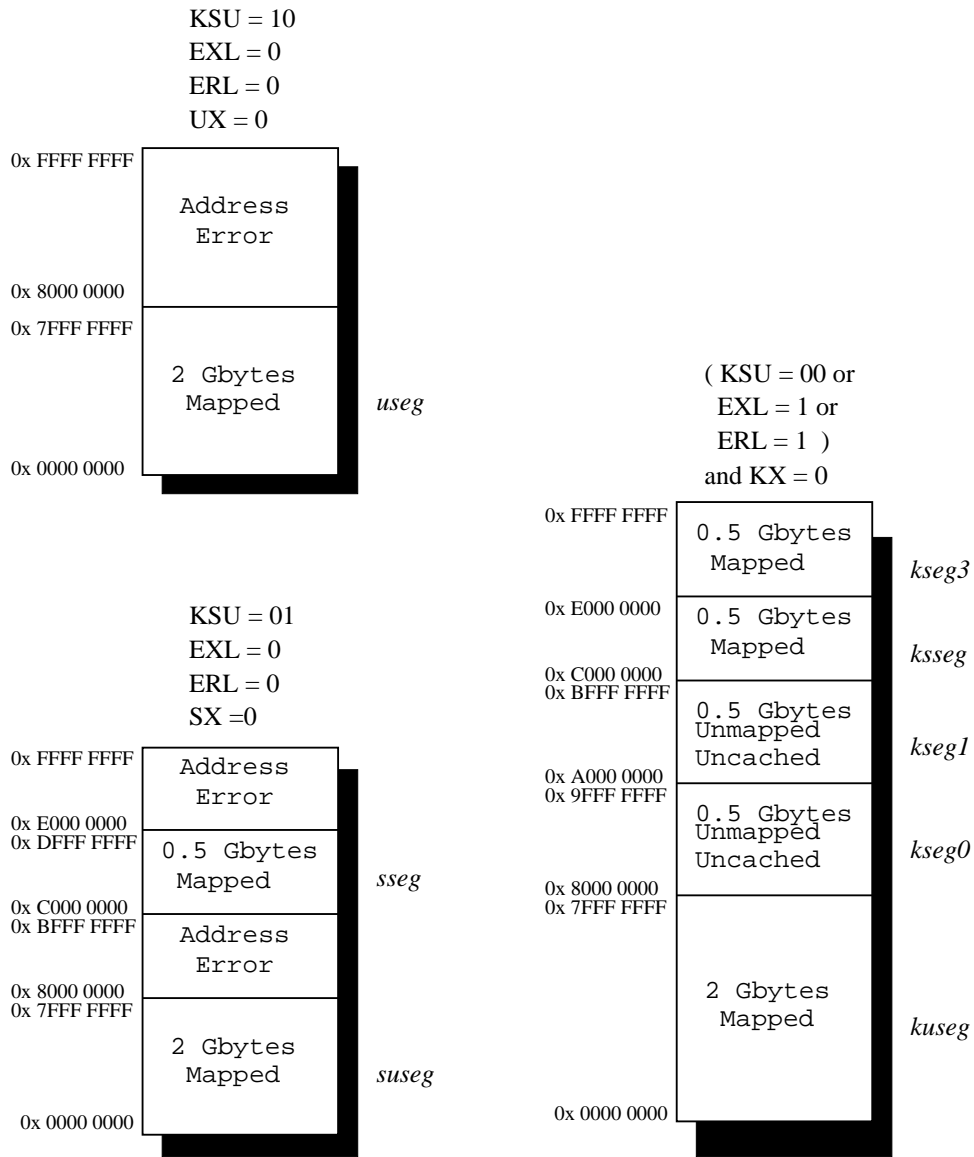 KSU = 10
EXL = 0
ERL = 0
UX = 0
0x FFFF FFFF
Address
Error
0x 8000 0000
0x 7FFF FFFF
2 Gbytes
Mapped
useg
0x 0000 0000
KSU = 01
EXL = 0
ERL = 0
SX =0
0x FFFF FFFF
Address
Error
0x E000 0000
0x DFFF FFFF
0.5 Gbytes
Mapped
sseg
0x C000 0000
0x BFFF FFFF
Address
Error
0x 8000 0000
0x 7FFF FFFF
2 Gbytes
Mapped
suseg
0x 0000 0000
( KSU = 00 or
EXL = 1 or
ERL = 1 )
and KX = 0
0x FFFF FFFF
0.5 Gbytes
Mapped
kseg3
0x E000 0000
0.5 Gbytes
Mapped
ksseg
0x C000 0000
0x BFFF FFFF
0.5 Gbytes
Unmapped
Uncached
kseg1
0x A000 0000
0x 9FFF FFFF
0.5 Gbytes
Unmapped
Uncached
kseg0
0x 8000 0000
0x 7FFF FFFF
2 Gbytes
Mapped
kuseg
0x 0000 0000